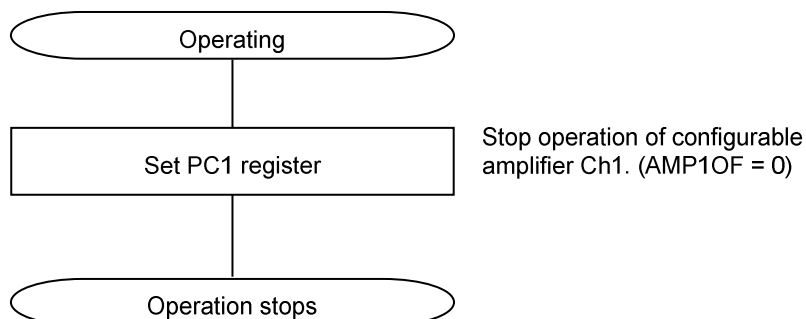 Operating
Set PC1 register
Stop operation of configurable
amplifier Ch1. (AMP1OF = 0)
Operation stops